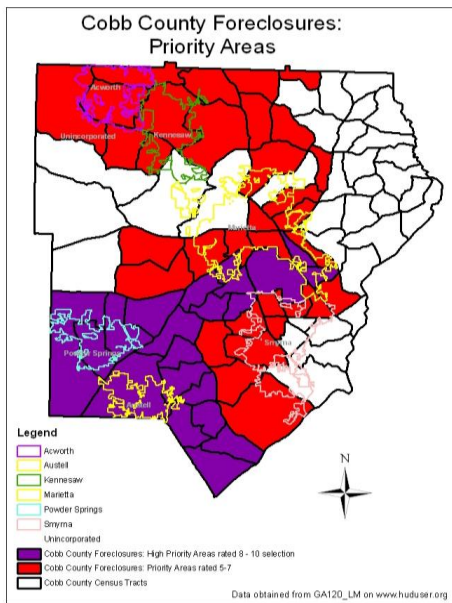 Cobb County Foreclosures:
Priority Areas
Acworth
Unincorporated
Kennesaw
Marietta
Smyrna
Powder Springs
Austell
Legend
Acworth
Austell
Kennesaw
Marietta
Powder Springs
Smyrna
Unincorporated
Cobb County Foreclosures: High Priority Areas rated 8 - 10 selection
Cobb County Foreclosures: Priority Areas rated 5-7
Cobb County Census Tracts
N
Data obtained from GA120_LM on www.huduser.org